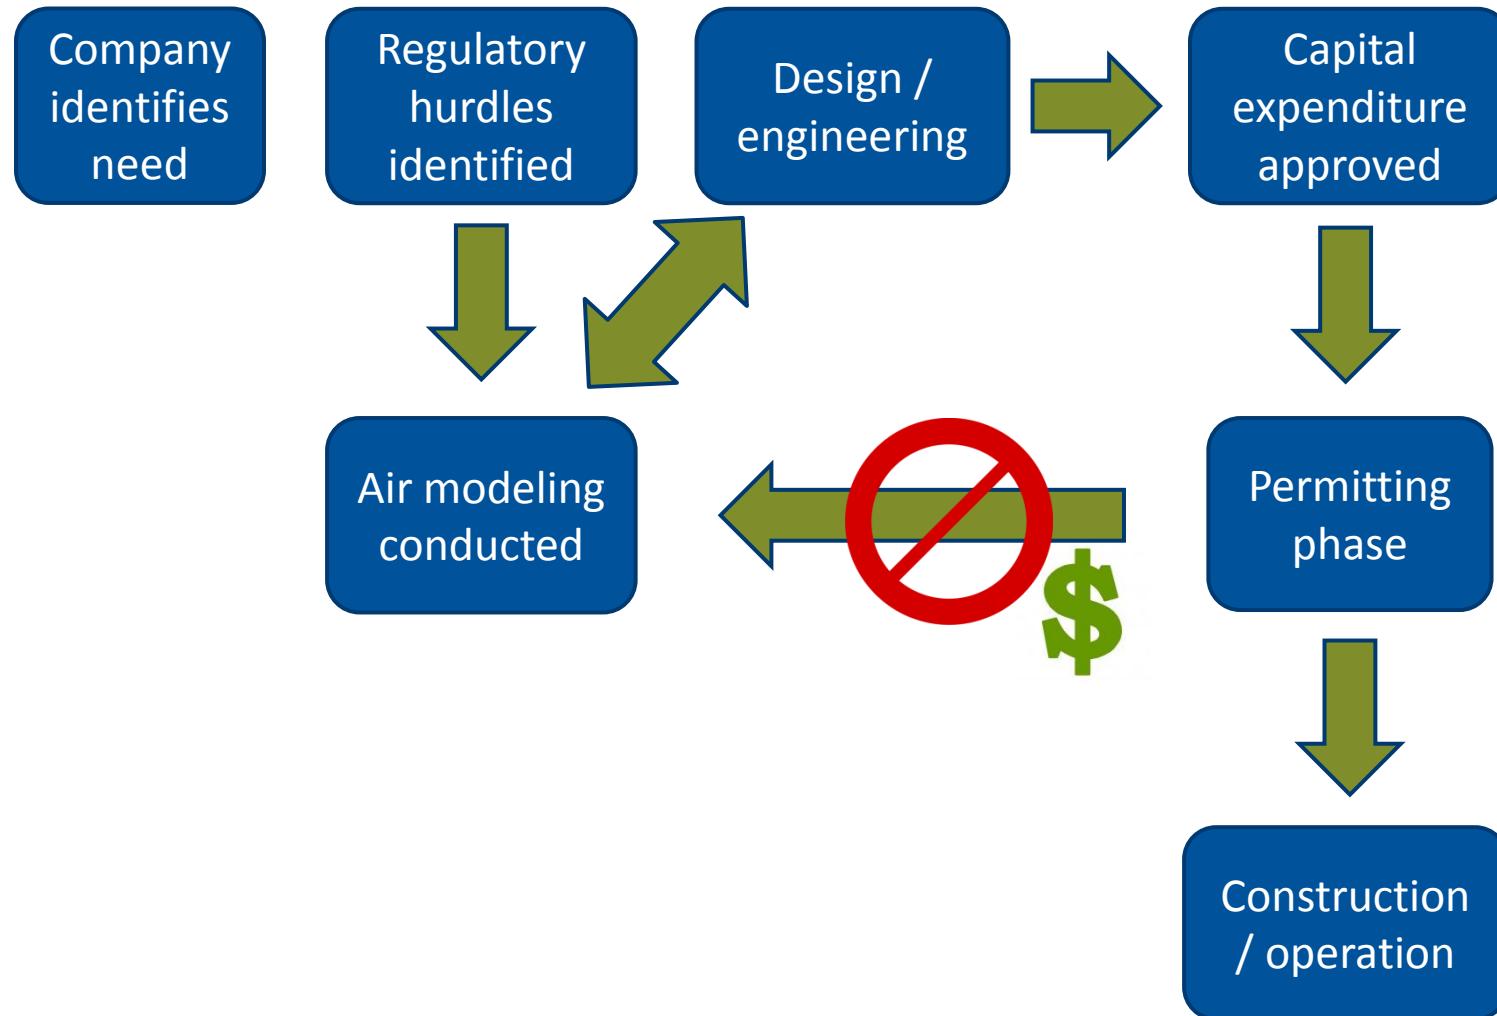 Company
identifies
need
Regulatory
hurdles
identified
Design /
engineering
Capital
expenditure
approved
Air modeling
conducted
$
Permitting
phase
Construction
/ operation